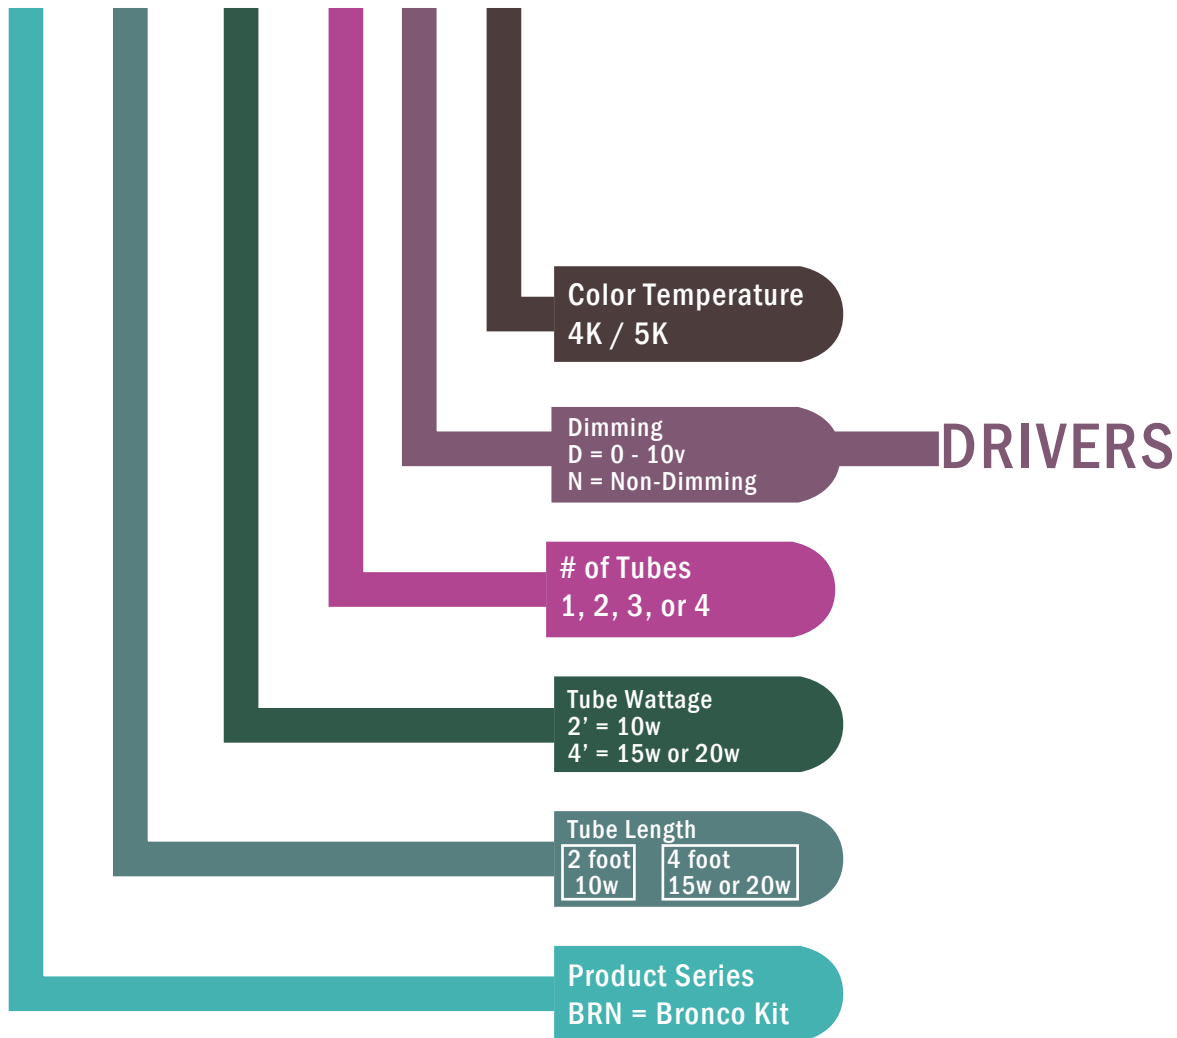 Color Temperature
4K / 5K
Dimming
D = 0 - 10v
N = Non-Dimming
DRIVERS
# of Tubes
1, 2, 3, or 4
Tube Wattage
2’ = 10w
4’ = 15w or 20w
Tube Length
2 foot
10w
4 foot
15w or 20w
Product Series
BRN = Bronco Kit